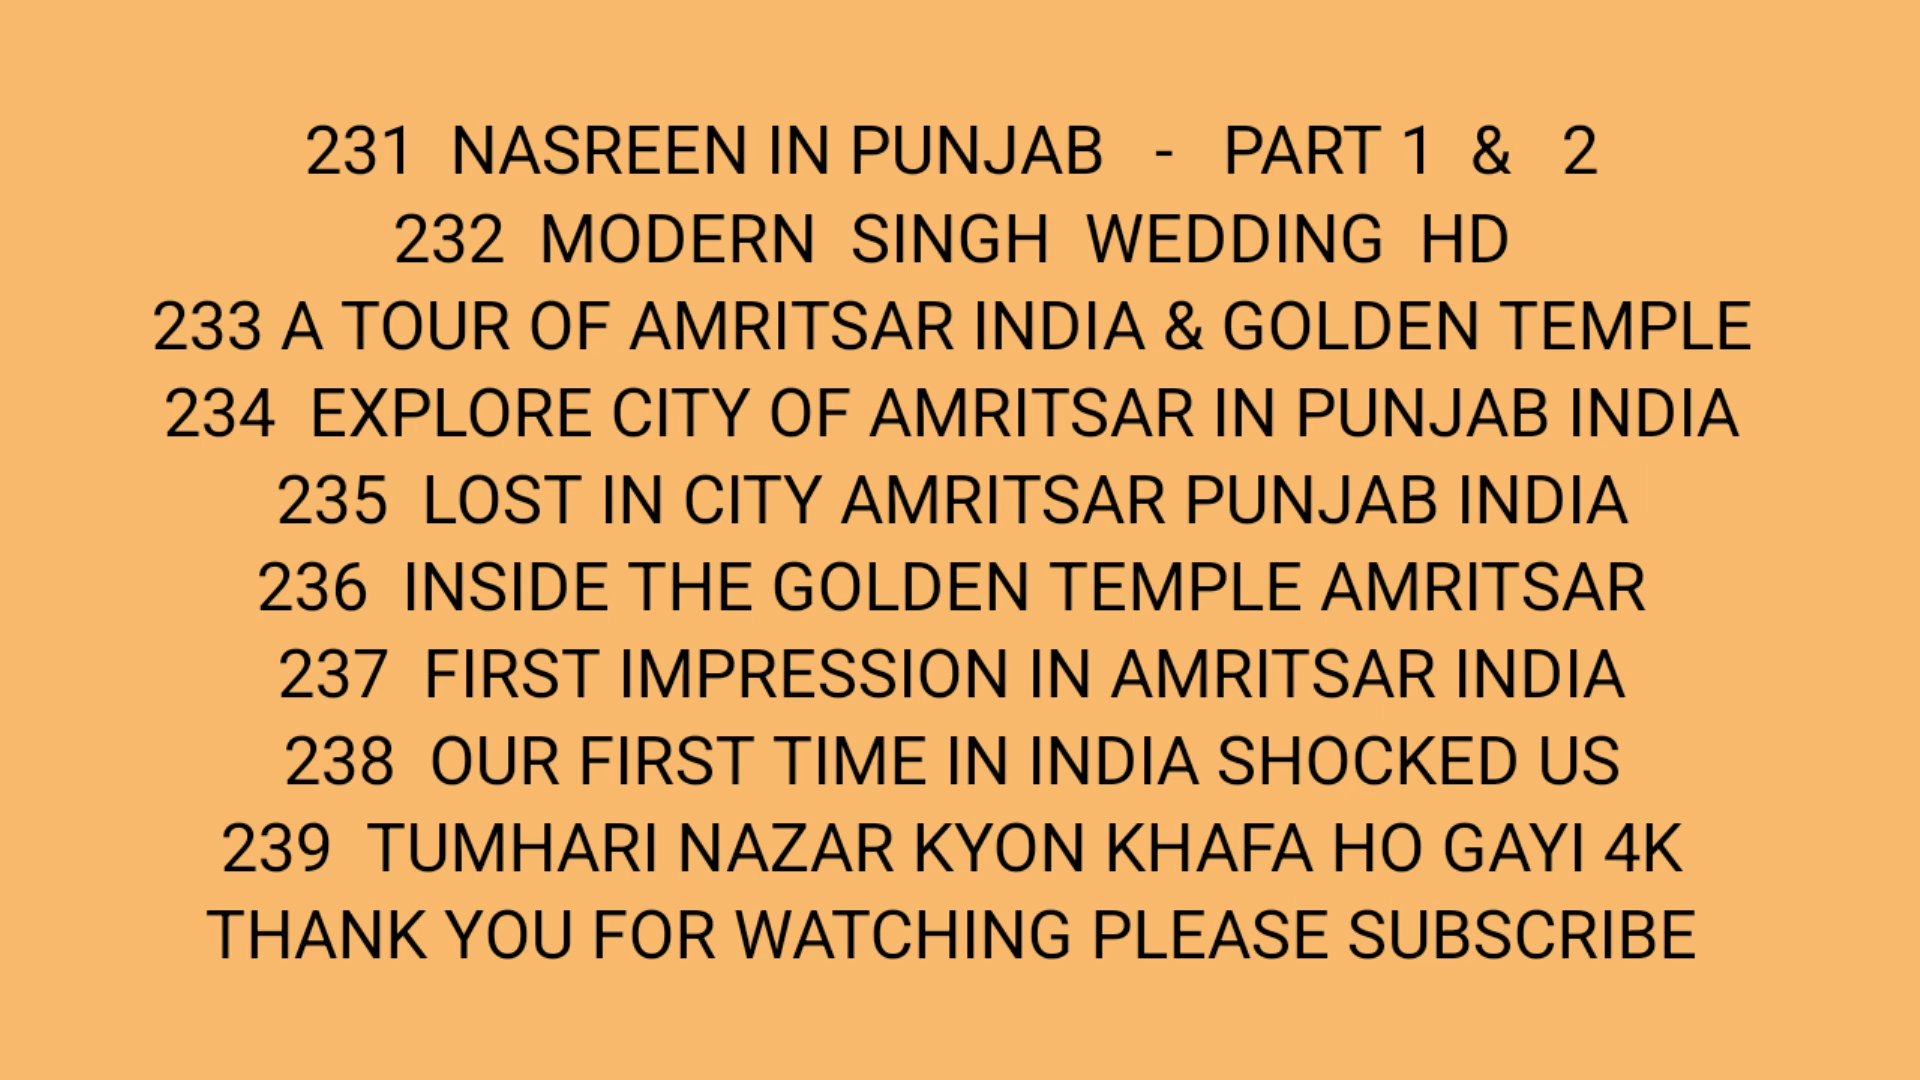 231 NASREEN IN PUNJAB - PART 1 & 2
232 MODERN SINGH WEDDING HD
233 A TOUR OF AMRITSAR INDIA & GOLDEN TEMPLE
234 EXPLORE CITY OF AMRITSAR IN PUNJAB INDIA
235 LOST IN CITY AMRITSAR PUNJAB INDIA
236 INSIDE THE GOLDEN TEMPLE AMRITSAR
237 FIRST IMPRESSION IN AMRITSAR INDIA
238 OUR FIRST TIME IN INDIA SHOCKED US
239 TUMHARI NAZAR KYON KHAFA HO GAYI 4K
THANK YOU FOR WATCHING PLEASE SUBSCRIBE